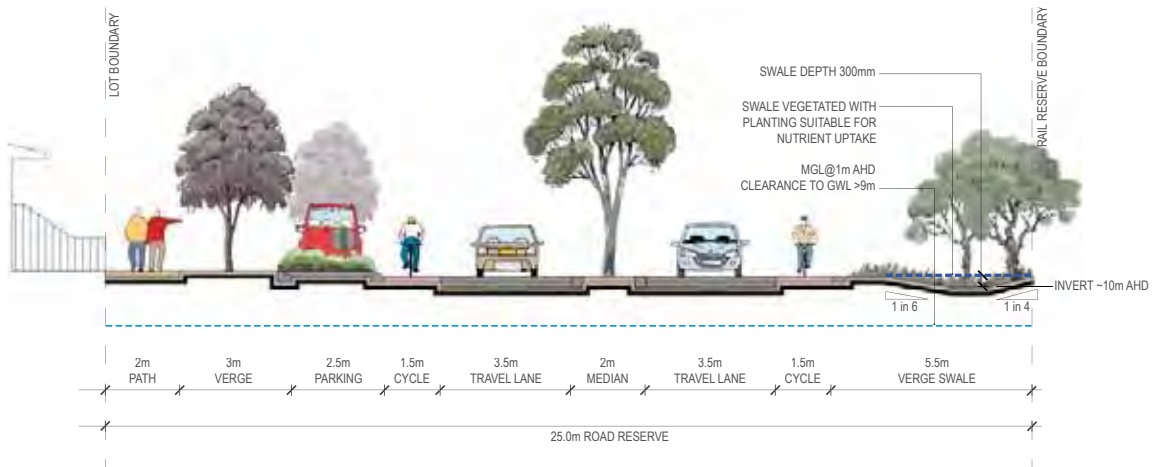 LOT BOUNDARY
RAIL RESERVE BOUNDARY
SWALE DEPTH 300mm
SWALE VEGETATED WITH
PLANTING SUITABLE FOR
NUTRIENT UPTAKE
MGL@1m AHD
CLEARANCE TO GWL >9m
INVERT ~10m AHD
1 in 6
1 in 4
2m
PATH
3m
VERGE
2.5m
PARKING
1.5m
CYCLE
3.5m
TRAVEL LANE
2m
MEDIAN
3.5m
TRAVEL LANE
1.5m
CYCLE
5.5m
VERGE SWALE
25.0m ROAD RESERVE